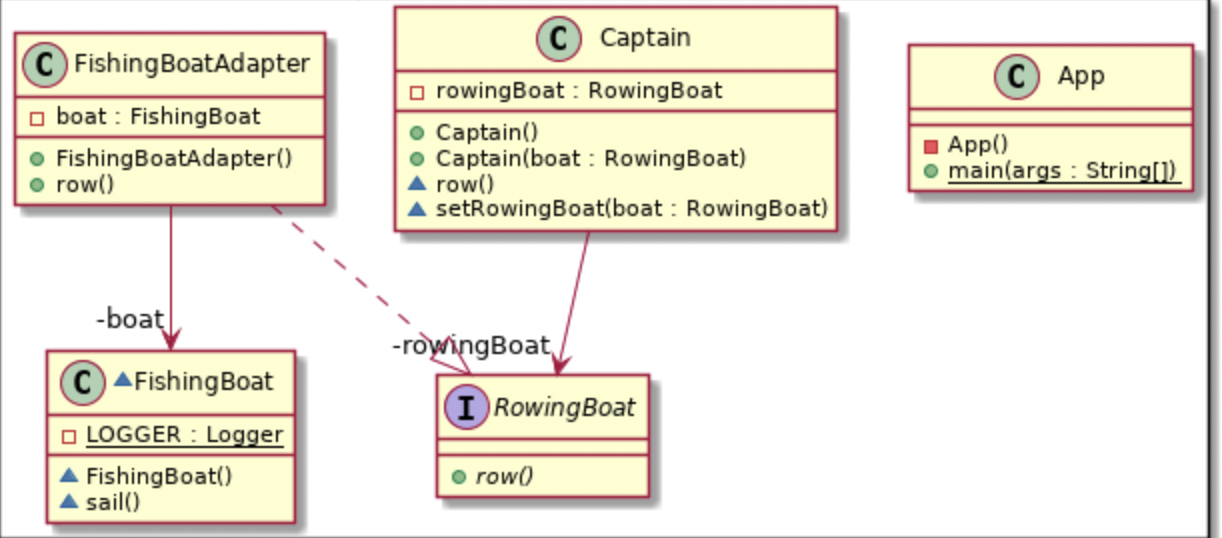 C FishingBoatAdapter
boat : FishingBoat
FishingBoatAdapter()
row()
C Captain
rowingBoat : RowingBoat
Captain()
Captain(boat : RowingBoat)
row()
setRowingBoat(boat : RowingBoat)
C App
App()
main(args : String[])
-boat
-rowingBoat
C FishingBoat
LOGGER : Logger
FishingBoat()
sail()
I RowingBoat
row()